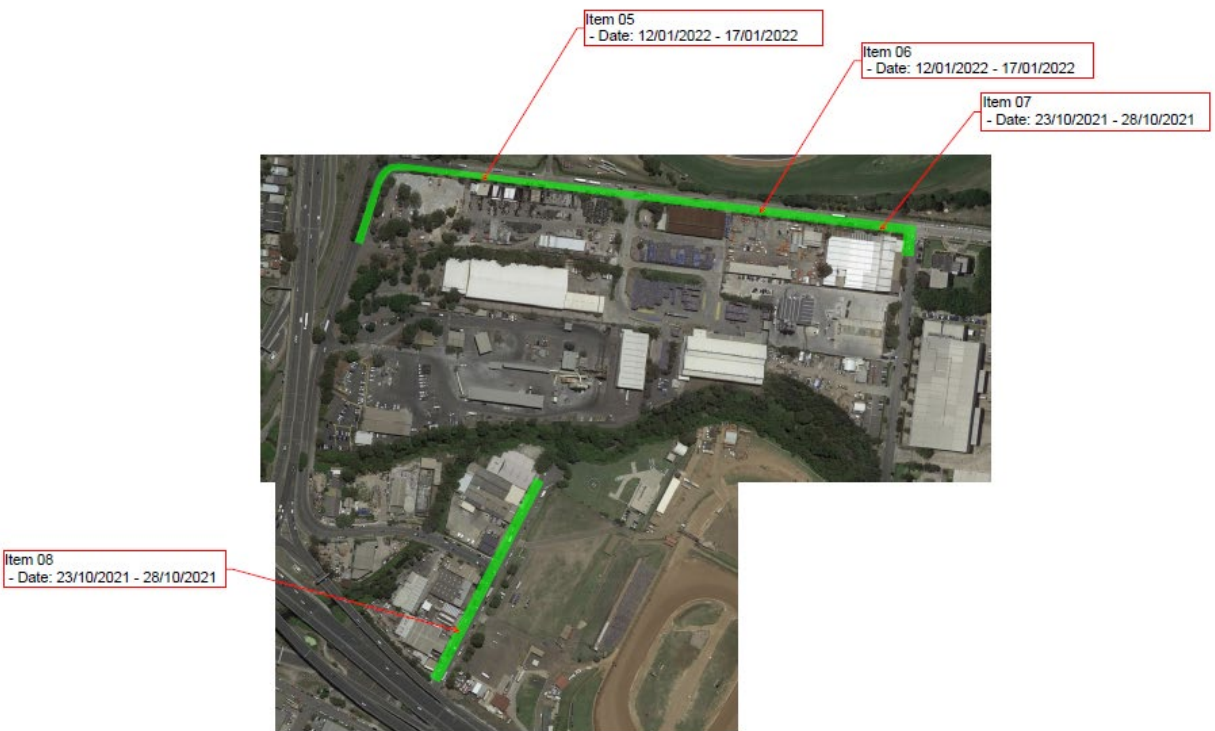 Item 05
- Date: 12/01/2022 - 17/01/2022
Item 06
- Date: 12/01/2022 - 17/01/2022
Item 07
- Date: 23/10/2021 - 28/10/2021
Item 08
- Date: 23/10/2021 - 28/10/2021